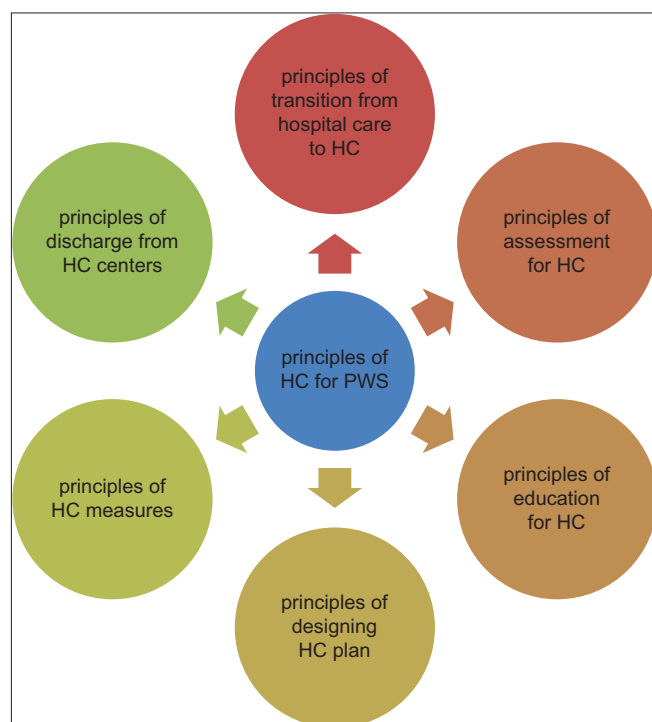 principles of
transition from
hospital care
to HC
principles of
assessment
for HC
principles of
education
for HC
principles of
designing
HC plan
principles of
HC measures
principles of
discharge from
HC centers
principles of
HC for PWS